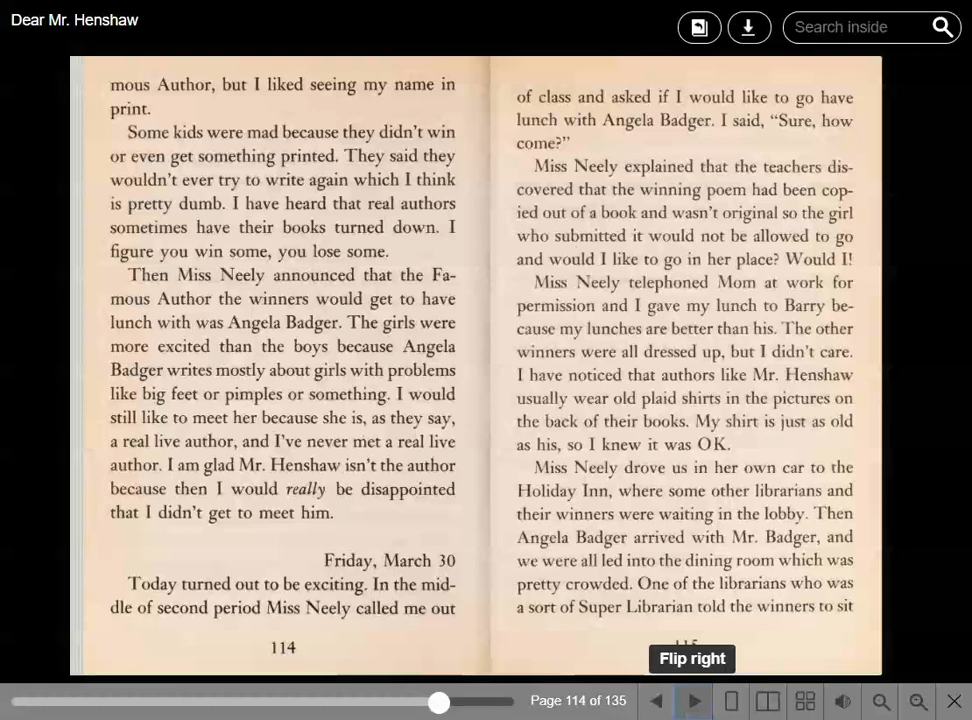 Dear Mr. Henshaw
Search inside
mous Author, but I liked seeing my name in
print.
Some kids were mad because they didn't win
or even get something printed. They said they
wouldn't ever try to write again which I think
is pretty dumb. I have heard that real authors
sometimes have their books turned down. I
figure you win some, you lose some.
Then Miss Neely announced that the Fa-
mous Author the winners would get to have
lunch with was Angela Badger. The girls were
more excited than the boys because Angela
Badger writes mostly about girls with problems
like big feet or pimples or something. I would
still like to meet her because she is, as they say,
a real live author, and I've never met a real live
author. I am glad Mr. Henshaw isn't the author
because then I would really be disappointed
that I didn't get to meet him.
Friday, March 30
Today turned out to be exciting. In the mid-
dle of second period Miss Neely called me out
114
of class and asked if I would like to go have
lunch with Angela Badger. I said, “Sure, how
come?”
Miss Neely explained that the teachers dis-
covered that the winning poem had been cop-
ied out of a book and wasn't original so the girl
who submitted it would not be allowed to go
and would I like to go in her place? Would I!
Miss Neely telephoned Mom at work for
permission and I gave my lunch to Barry be-
cause my lunches are better than his. The other
winners were all dressed up, but I didn't care.
I have noticed that authors like Mr. Henshaw
usually wear old plaid shirts in the pictures on
the back of their books. My shirt is just as old
as his, so I knew it was OK.
Miss Neely drove us in her own car to the
Holiday Inn, where some other librarians and
their winners were waiting in the lobby. Then
Angela Badger arrived with Mr. Badger, and
we were all led into the dining room which was
pretty crowded. One of the librarians who was
a sort of Super Librarian told the winners to sit
Flip right
Page 114 of 135